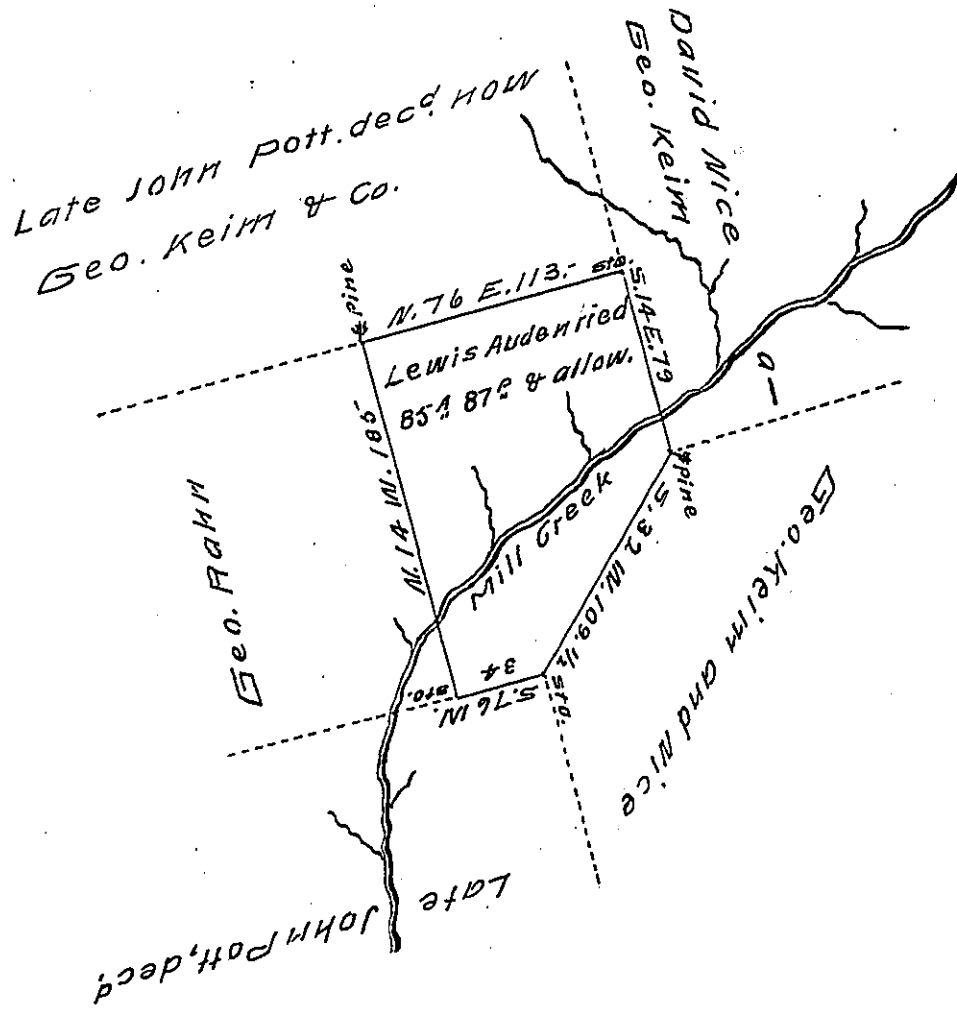 Late John Pott. dec.d now
Geo. Keim & Co.
David Nice
Geo. Keim
pine
N. 76 E. 113.-
sto.
S. 14 E. 79
Lewis Audenried
85 A. 87 p. & allow.
N. 14 W. 185
Mill Creek
a
pine
S. 32 W. 109. 1/2
sto.
34
S. 76 W.
sto.
Geo. Rahn
Geo. Keim and Nice
Late
John Pott, dec.d